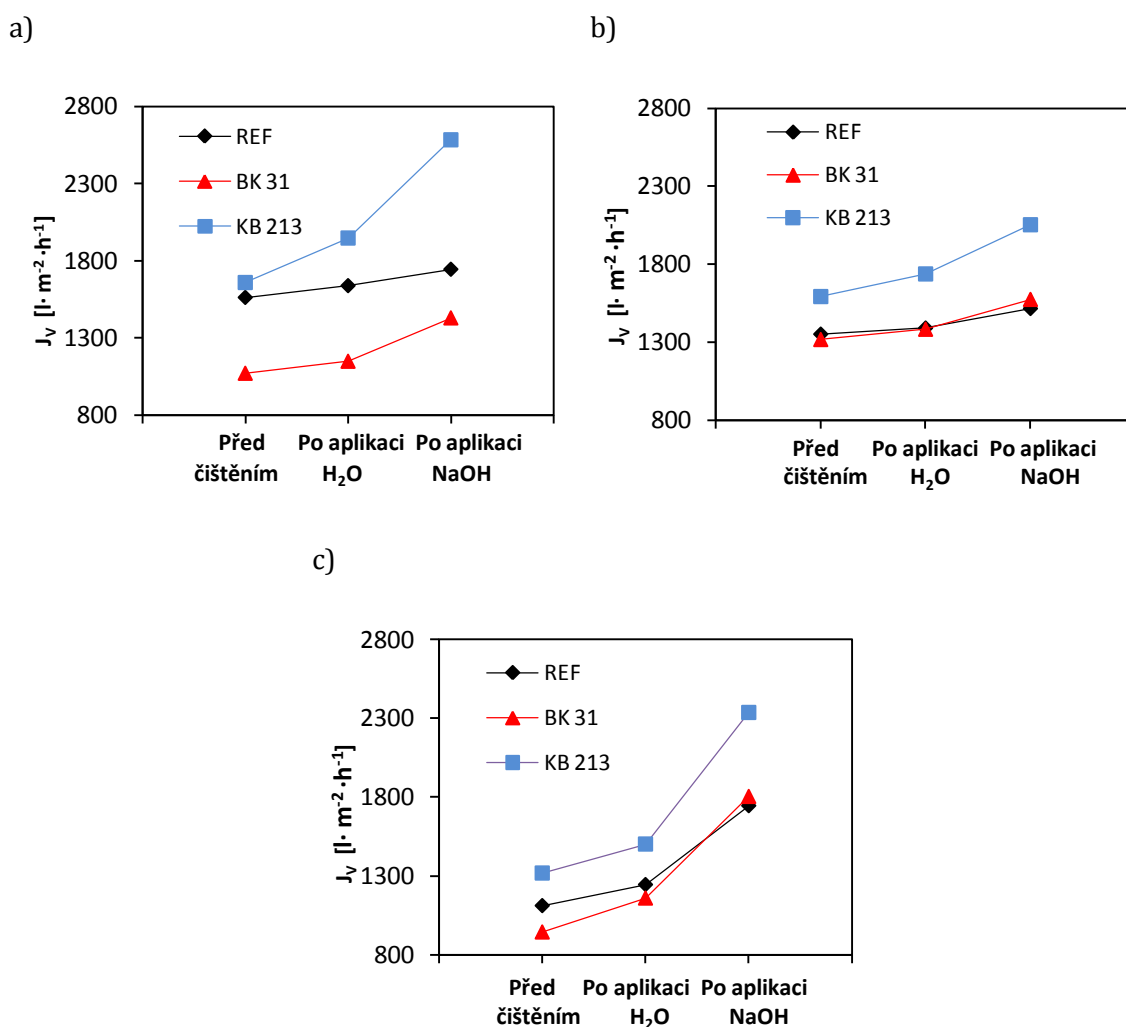 a)
2800
2300
1800
1300
800
J_V [l· m⁻² ·h⁻¹]
REF
BK 31
KB 213
Před čištěním
Po aplikaci H₂O
Po aplikaci NaOH
b)
2800
2300
1800
1300
800
J_V [l· m⁻² ·h⁻¹]
REF
BK 31
KB 213
Před čištěním
Po aplikaci H₂O
Po aplikaci NaOH
c)
2800
2300
1800
1300
800
J_V [l· m⁻² ·h⁻¹]
REF
BK 31
KB 213
Před čištěním
Po aplikaci H₂O
Po aplikaci NaOH